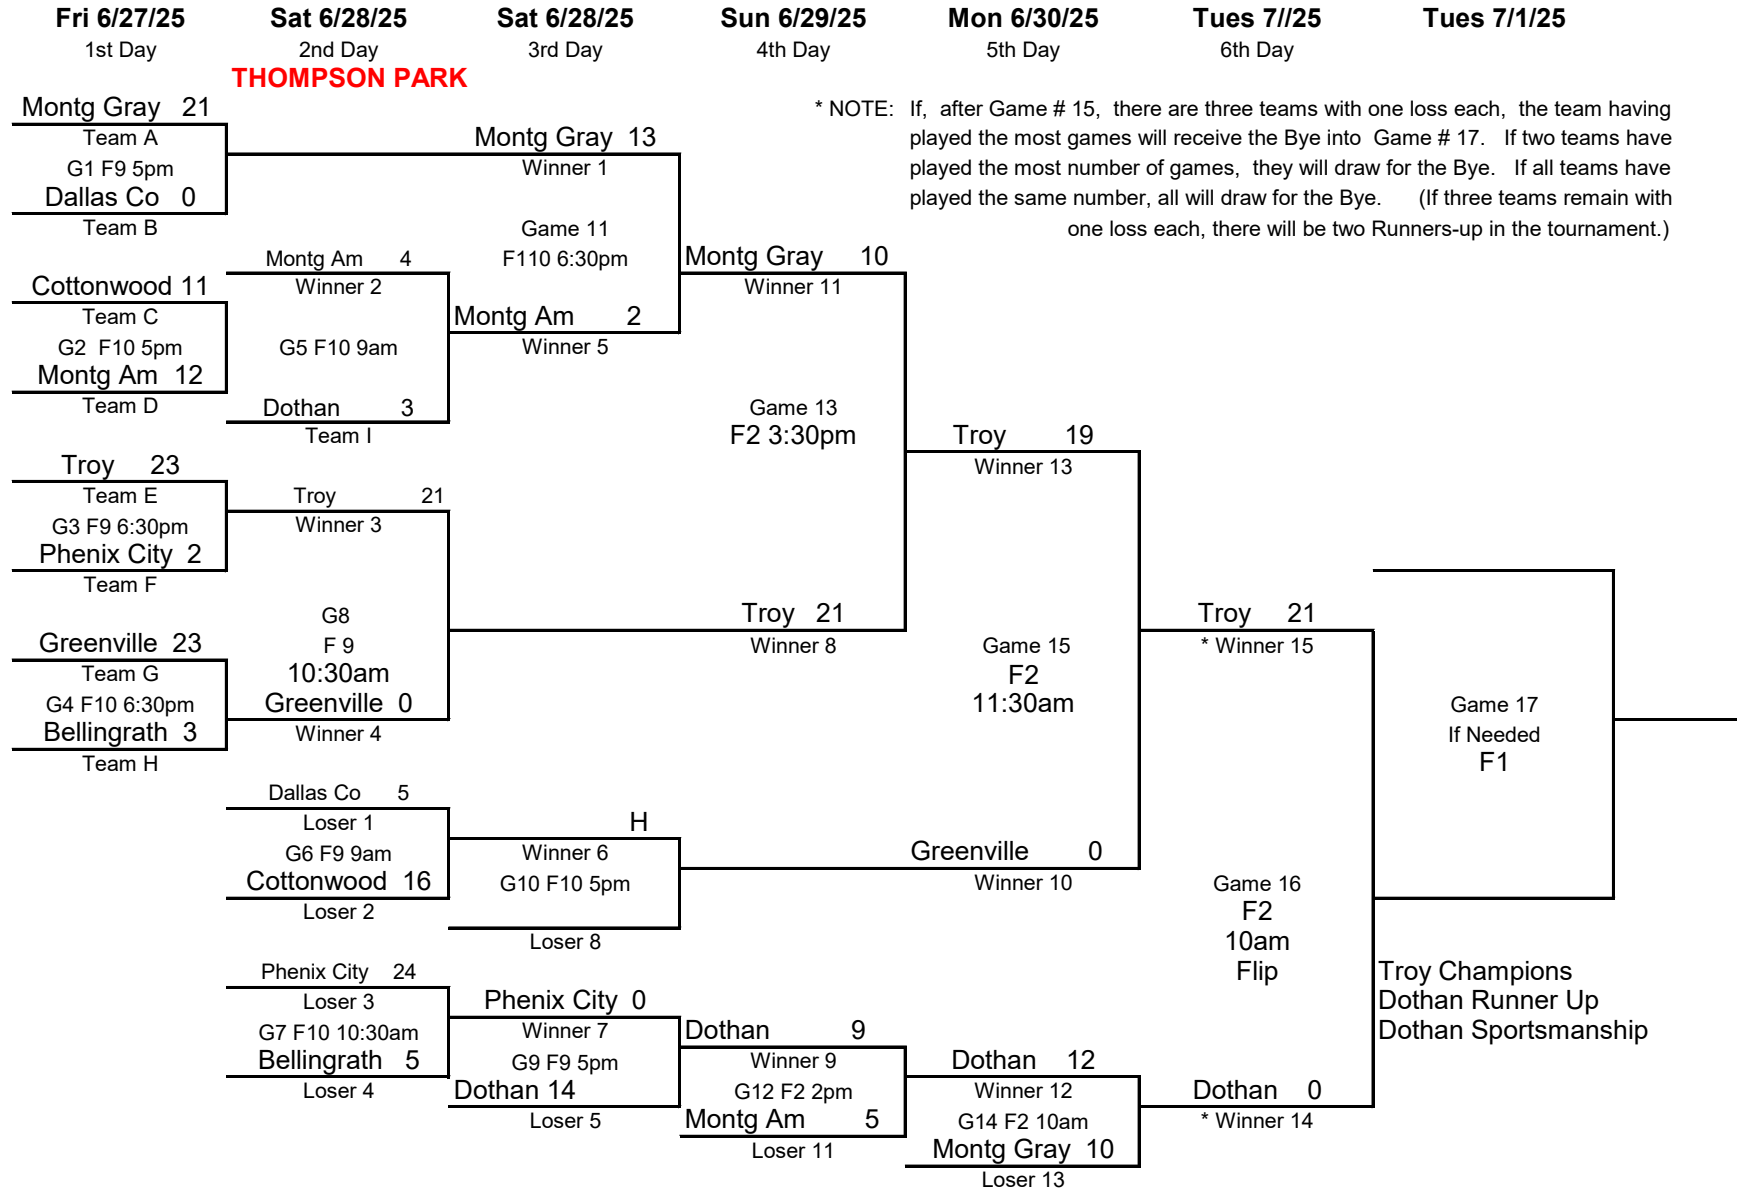 Fri 6/27/25 Sat 6/28/25 Sat 6/28/25 Sun 6/29/25 Mon 6/30/25 Tues 7//25 Tues 7/1/25
1st Day 2nd Day 3rd Day 4th Day 5th Day 6th Day
THOMPSON PARK
* NOTE: If, after Game # 15, there are three teams with one loss each, the team having
played the most games will receive the Bye into Game # 17. If two teams have
played the most number of games, they will draw for the Bye. If all teams have
played the same number, all will draw for the Bye. (If three teams remain with
one loss each, there will be two Runners-up in the tournament.)
Montg Gray 21
Team A
G1 F9 5pm
Dallas Co 0
Team B
Cottonwood 11
Team C
G2 F10 5pm
Montg Am 12
Team D
Troy 23
Team E
G3 F9 6:30pm
Phenix City 2
Team F
Greenville 23
Team G
G4 F10 6:30pm
Bellingrath 3
Team H
Montg Am 4
Winner 2
G5 F10 9am
Dothan 3
Team I
Troy 21
Winner 3
G8
F 9
10:30am
Greenville 0
Winner 4
Dallas Co 5
Loser 1
G6 F9 9am
Cottonwood 16
Loser 2
Phenix City 24
Loser 3
G7 F10 10:30am
Bellingrath 5
Loser 4
Montg Gray 13
Winner 1
Game 11
F110 6:30pm
Montg Am 2
Winner 5
H
Winner 6
G10 F10 5pm
Loser 8
Phenix City 0
Winner 7
G9 F9 5pm
Dothan 14
Loser 5
Montg Gray 10
Winner 11
Game 13
F2 3:30pm
Troy 21
Winner 8
Dothan 9
Winner 9
G12 F2 2pm
Montg Am 5
Loser 11
Troy 19
Winner 13
Game 15
F2
11:30am
Greenville 0
Winner 10
Dothan 12
Winner 12
G14 F2 10am
Montg Gray 10
Loser 13
Troy 21
* Winner 15
Game 16
F2
10am
Flip
Dothan 0
* Winner 14
Game 17
If Needed
F1
Troy Champions
Dothan Runner Up
Dothan Sportsmanship